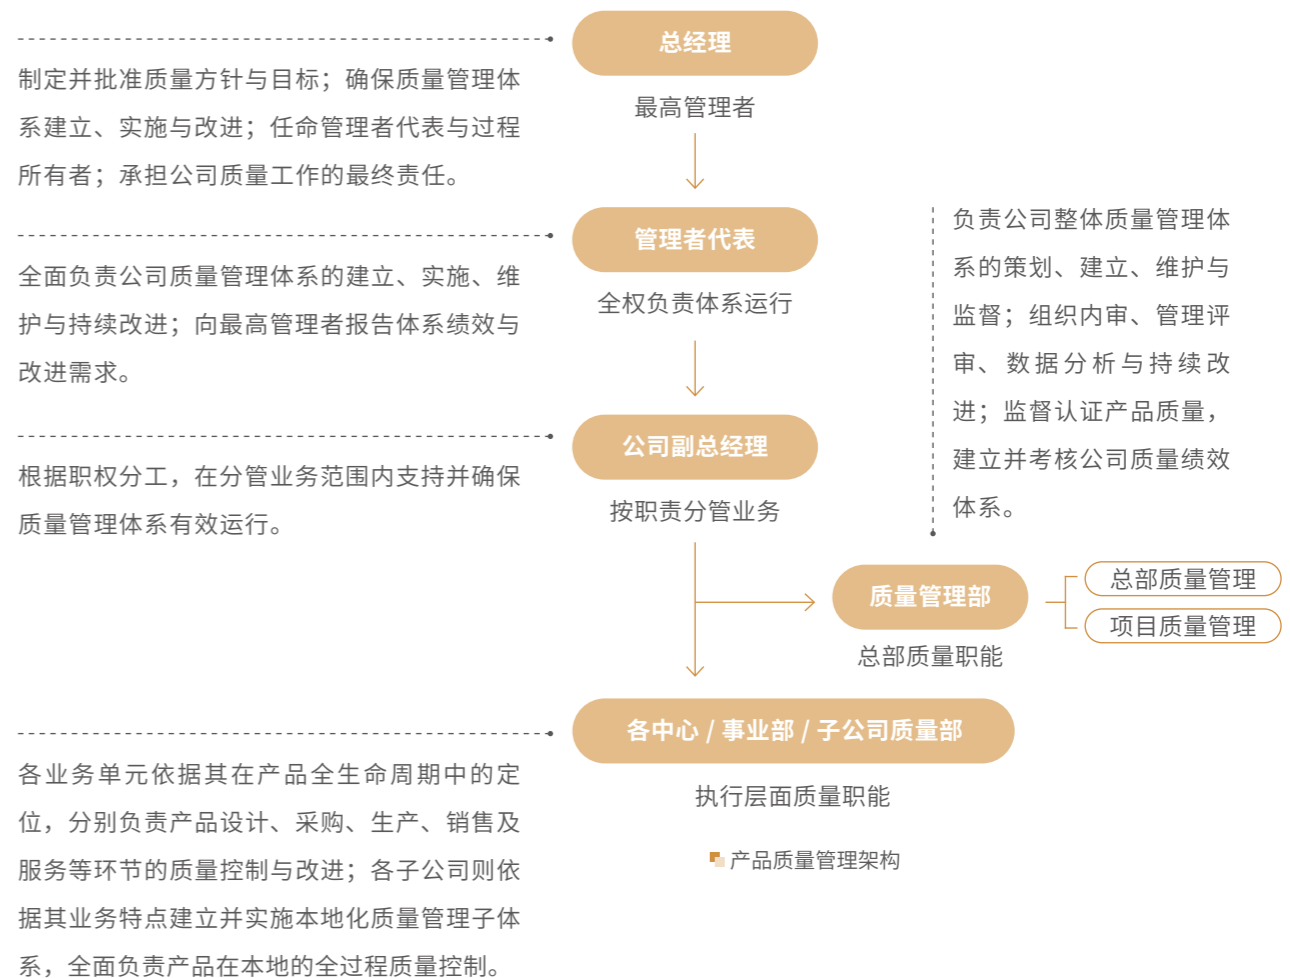 总经理
最高管理者
制定并批准质量方针与目标；确保质量管理体
系建立、实施与改进；任命管理者代表与过程
所有者；承担公司质量工作的最终责任。
管理者代表
全权负责体系运行
全面负责公司质量管理体系的建立、实施、维
护与持续改进；向最高管理者报告体系绩效与
改进需求。
公司副总经理
按职责分管业务
根据职权分工，在分管业务范围内支持并确保
质量管理体系有效运行。
负责公司整体质量管理体
系的策划、建立、维护与
监督；组织内审、管理评
审、数据分析与持续改
进；监督认证产品质量，
建立并考核公司质量绩效
体系。
质量管理部
总部质量职能
总部质量管理
项目质量管理
各中心 / 事业部 / 子公司质量部
执行层面质量职能
各业务单元依据其在产品全生命周期中的定
位，分别负责产品设计、采购、生产、销售及
服务等环节的质量控制与改进；各子公司则依
据其业务特点建立并实施本地化质量管理子体
系，全面负责产品在本地的全过程质量控制。
产品质量管理架构